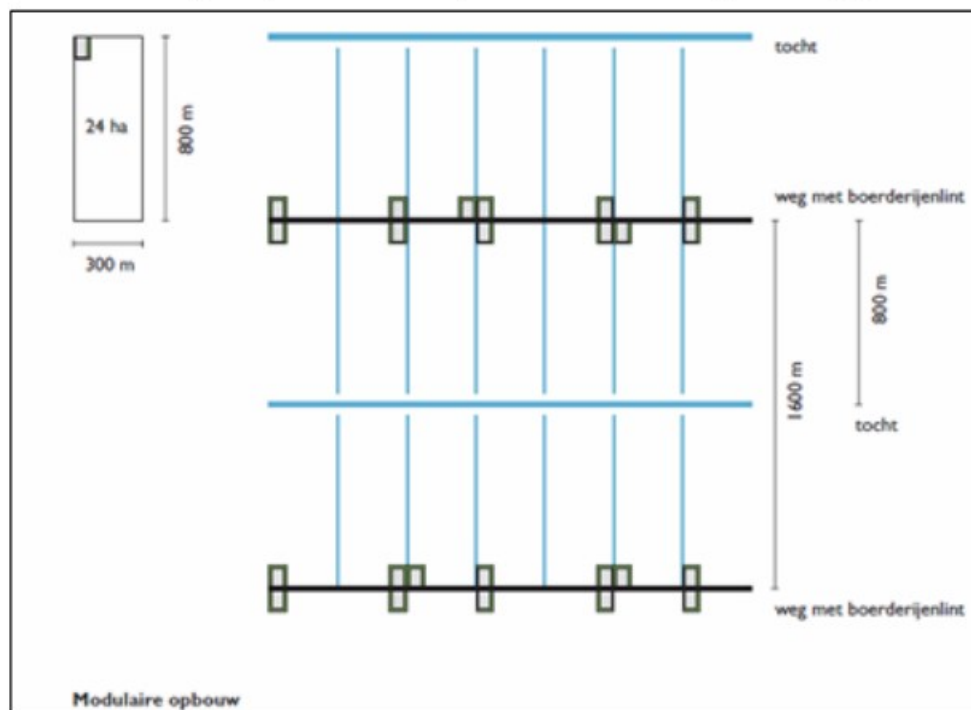 tocht
24 ha
800 m
weg met boerderijenlint
300 m
800 m
1600 m
tocht
weg met boerderijenlint
Modulaire opbouw